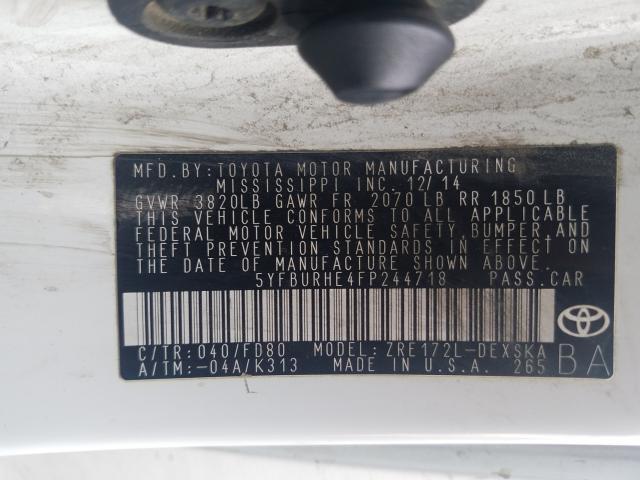 MFD.BY: TOYOTA MOTOR MANUFACTURING
MISSISSIPPI INC. 12/14
GVWR 3820LB GAWR FR 2070 LB RR 1850 LB
THIS VEHICLE CONFORMS TO ALL APPLICABLE
FEDERAL MOTOR VEHICLE SAFETY, BUMPER, AND
THEFT PREVENTION STANDARDS IN EFFECT ON
THE DATE OF MANUFACTURE SHOWN ABOVE.
5YFBURHE4FP244718 PASS.CAR
C/TR: 040/FD80 MODEL: ZRE172L-DEXSKA
A/TM:-04A/K313 MADE IN U.S.A. 265 BA